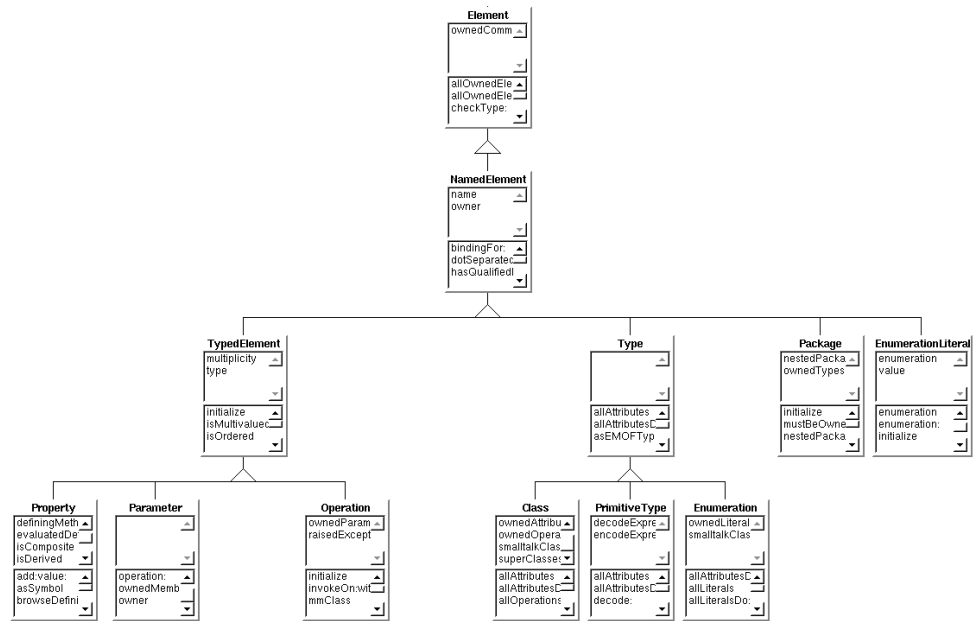 Element
ownedComm
allOwnedEle
allOwnedEle
checkType:
NamedElement
name
owner
bindingFor:
dotSeparated
hasQualifiedI
TypedElement
multiplicity
type
initialize
isMultivalued
isOrdered
Type
allAttributes
allAttributesD
asEMOFTyp
Package
nestedPacka
ownedTypes
initialize
mustBeOwne
nestedPacka
EnumerationLiteral
enumeration
value
enumeration
enumeration:
initialize
Property
definingMeth
evaluatedDe
isComposite
isDerived
add:value:
asSymbol
browseDefini
Parameter
operation:
ownedMemb
owner
Operation
ownedParam
raisedExcept
initialize
invokeOn:wit
mmClass
Class
ownedAttribu
ownedOpera
smalltalkClas
superClasses
allAttributes
allAttributesD
allOperations
PrimitiveType
decodeExpre
encodeExpre
allAttributes
allAttributesD
decode:
Enumeration
ownedLiteral
smalltalkClas
allAttributesD
allLiterals
allLiteralsDo: